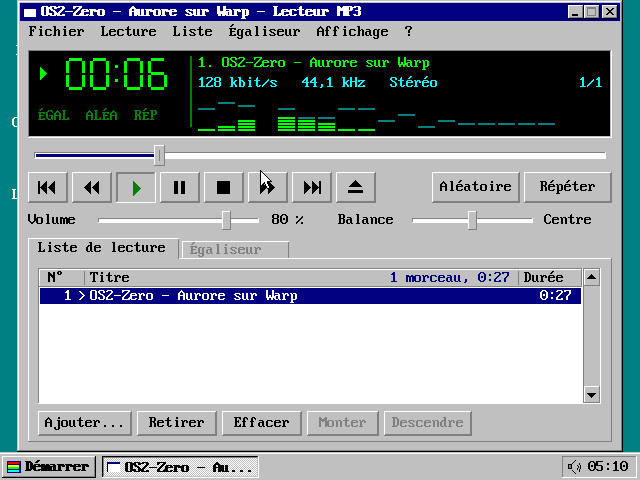 OS2-Zero - Aurore sur Warp - Lecteur MP3
Fichier Lecture Liste Égaliseur Affichage ?
00:06
1. OS2-Zero - Aurore sur Warp
128 kbit/s 44,1 kHz Stéréo 1/1
ÉGAL ALÉA RÉP
Aléatoire Répéter
Volume 80 % Balance Centre
Liste de lecture Égaliseur
N° Titre 1 morceau, 0:27 Durée
1 > OS2-Zero - Aurore sur Warp 0:27
Ajouter... Retirer Effacer Monter Descendre
Démarrer OS2-Zero - Au... 05:10